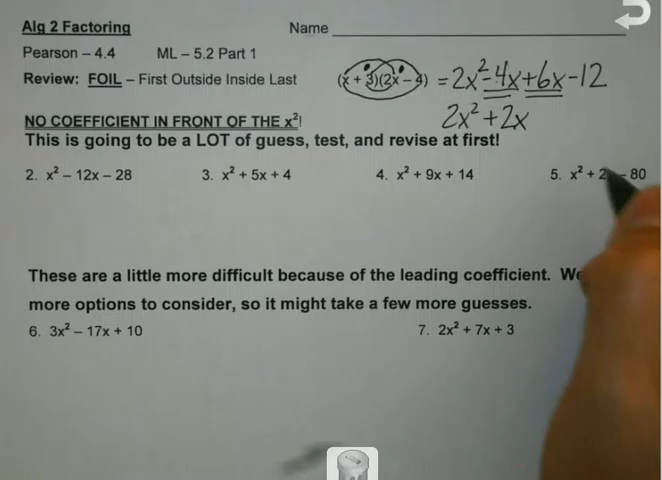 Alg 2 Factoring Name
Pearson – 4.4 ML – 5.2 Part 1
Review: FOIL – First Outside Inside Last (x + 3)(2x – 4) = 2x² - 4x + 6x - 12
2x² + 2x
NO COEFFICIENT IN FRONT OF THE x²!
This is going to be a LOT of guess, test, and revise at first!
2. x² – 12x – 28 3. x² + 5x + 4 4. x² + 9x + 14 5. x² + 2 – 80
These are a little more difficult because of the leading coefficient.
more options to consider, so it might take a few more guesses.
6. 3x² – 17x + 10 7. 2x² + 7x + 3